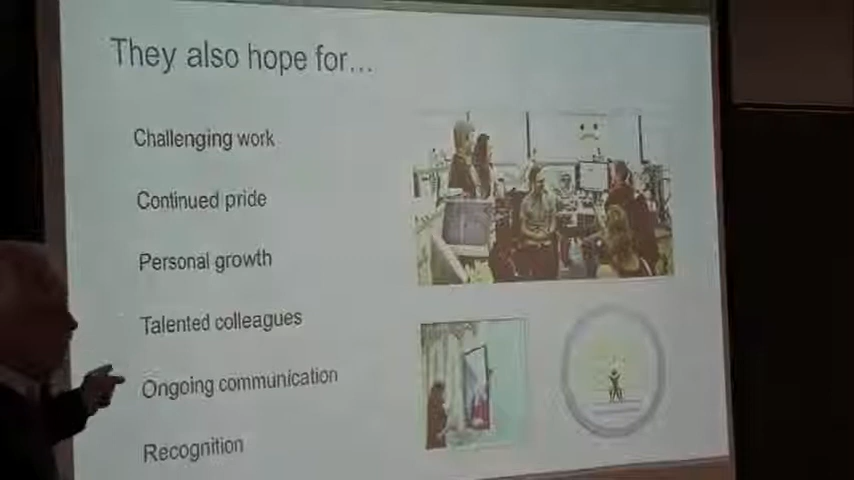 They also hope for...
Challenging work
Continued pride
Personal growth
Talented colleagues
Ongoing communication
Recognition